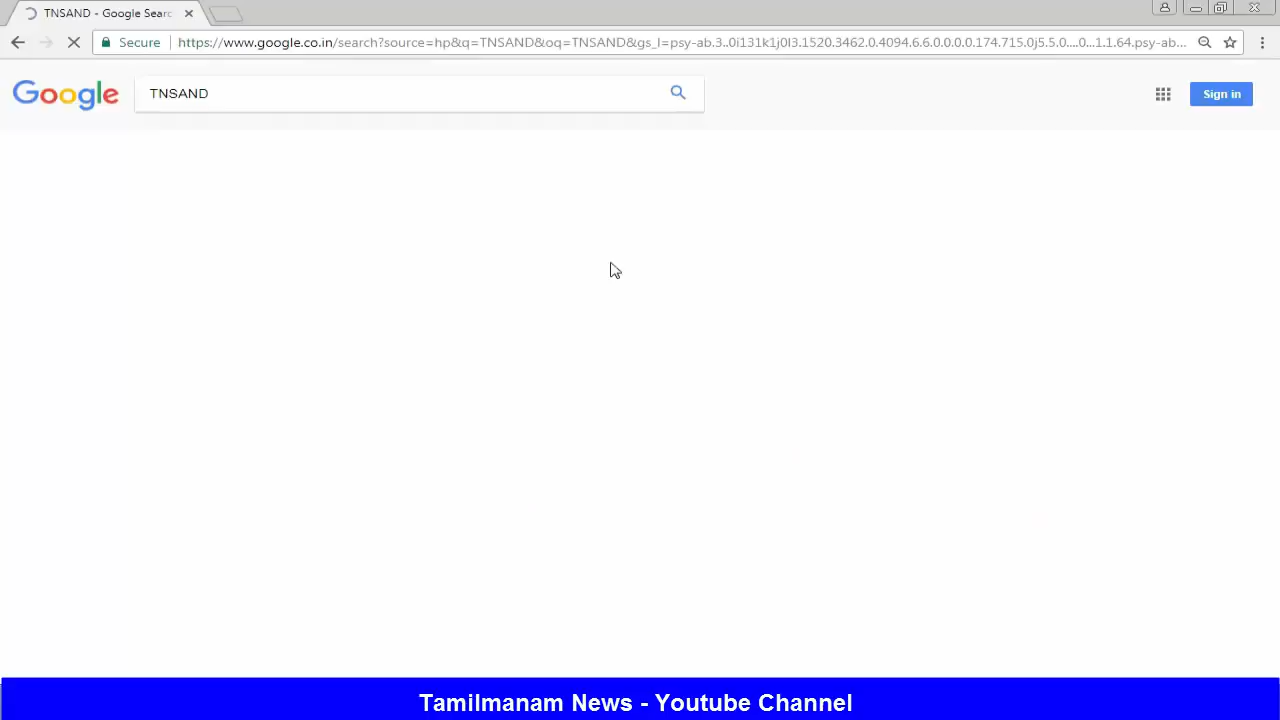 TNSAND - Google Searc
Secure
https://www.google.co.in/search?source=hp&q=TNSAND&oq=TNSAND&gs_l=psy-ab.3..0i131k1j0l3.1520.3462.0.4094.6.6.0.0.0.0.174.715.0j5.5.0....0...1.1.64.psy-ab...
Google
TNSAND
Sign in
Tamilmanam News - Youtube Channel